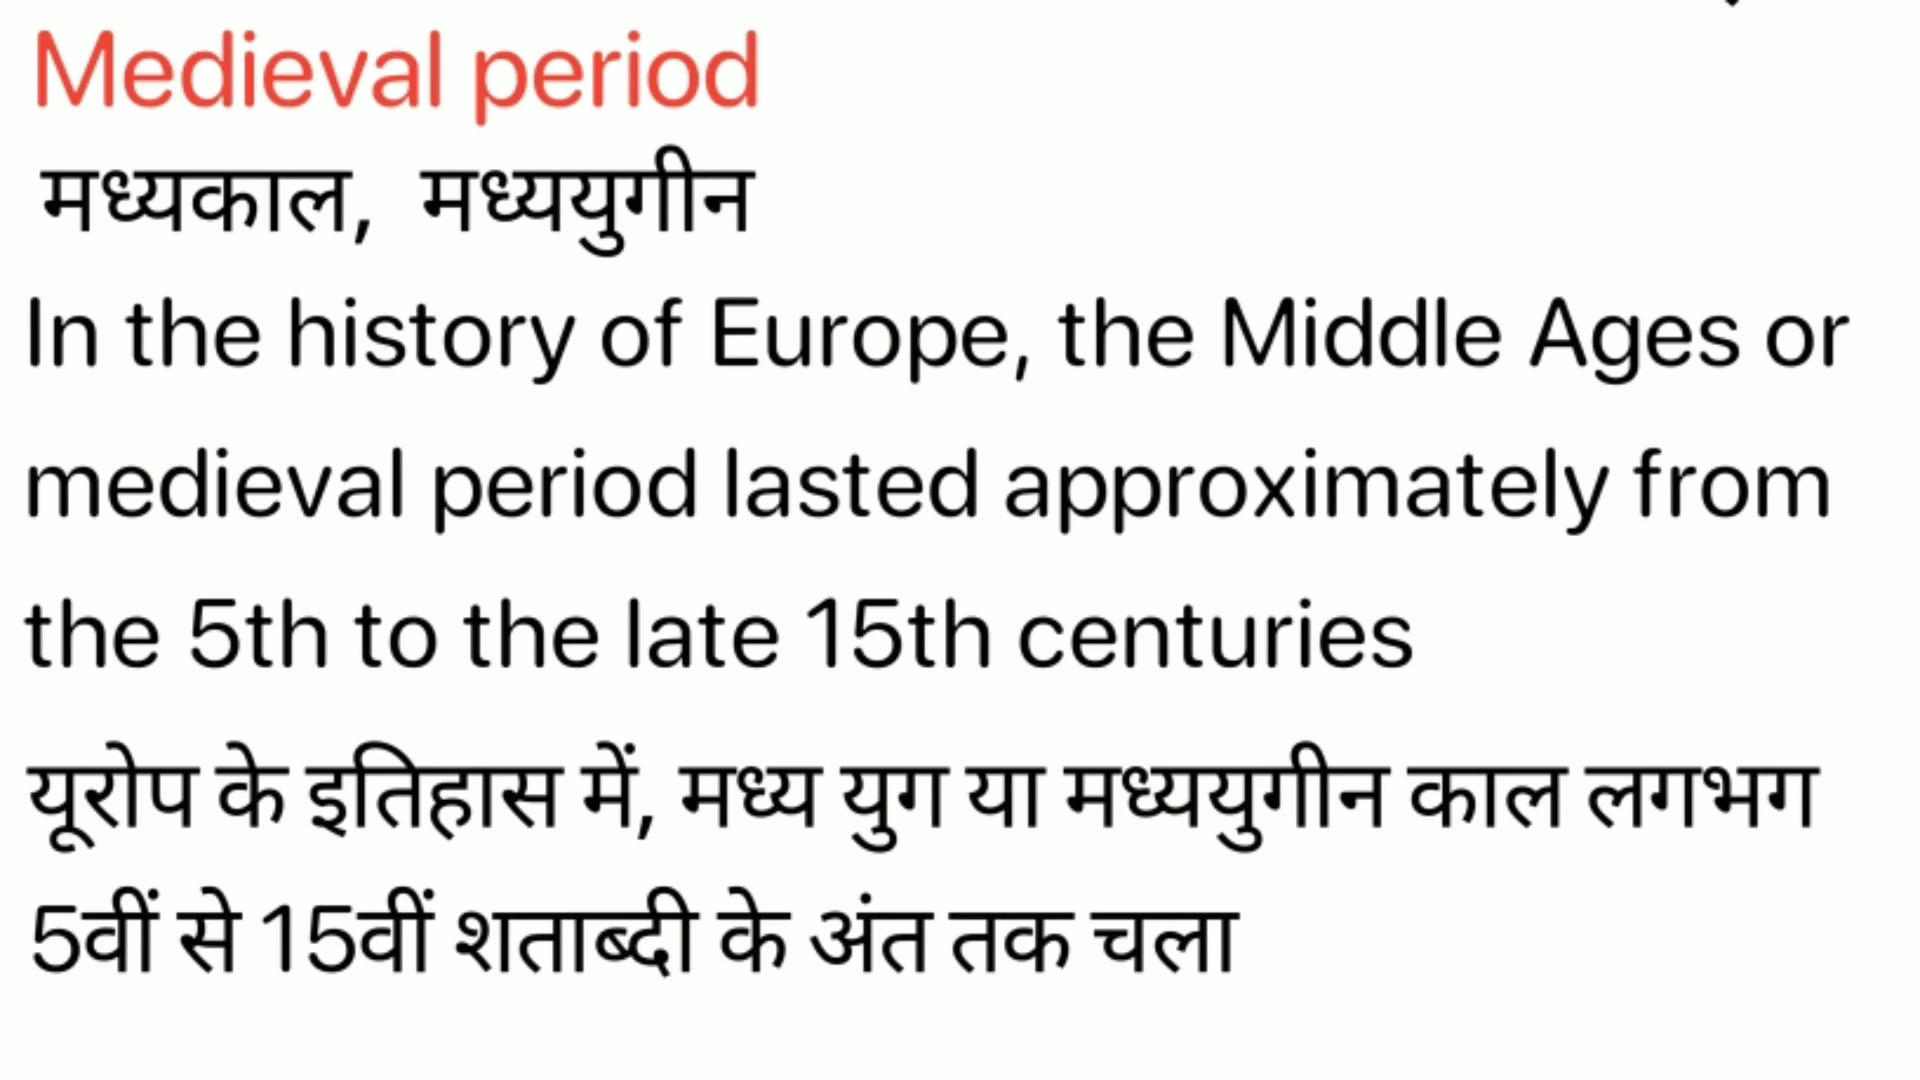 Medieval period
मध्यकाल, मध्ययुगीन
In the history of Europe, the Middle Ages or
medieval period lasted approximately from
the 5th to the late 15th centuries
यूरोप के इतिहास में, मध्य युग या मध्ययुगीन काल लगभग
5वीं से 15वीं शताब्दी के अंत तक चला